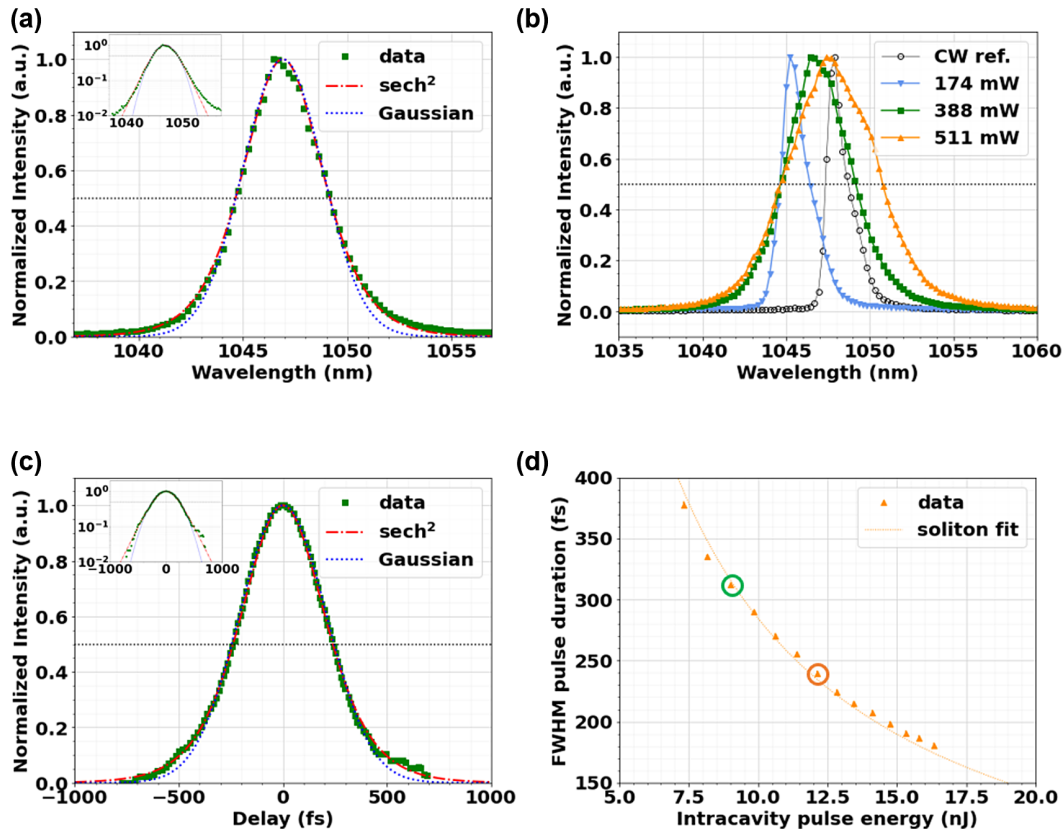 (a)
Normalized Intensity (a.u.)
1.0
0.8
0.6
0.4
0.2
0.0
1040 1045 1050 1055
Wavelength (nm)
data
sech²
Gaussian
10⁰
10⁻¹
10⁻²
1040 1050
(b)
Normalized Intensity (a.u.)
1.0
0.8
0.6
0.4
0.2
0.0
1035 1040 1045 1050 1055 1060
Wavelength (nm)
CW ref.
174 mW
388 mW
511 mW
(c)
Normalized Intensity (a.u.)
1.0
0.8
0.6
0.4
0.2
0.0
−1000 −500 0 500 1000
Delay (fs)
data
sech²
Gaussian
10⁰
10⁻¹
10⁻²
−1000 0 1000
(d)
FWHM pulse duration (fs)
400
350
300
250
200
150
5.0 7.5 10.0 12.5 15.0 17.5 20.0
Intracavity pulse energy (nJ)
data
soliton fit